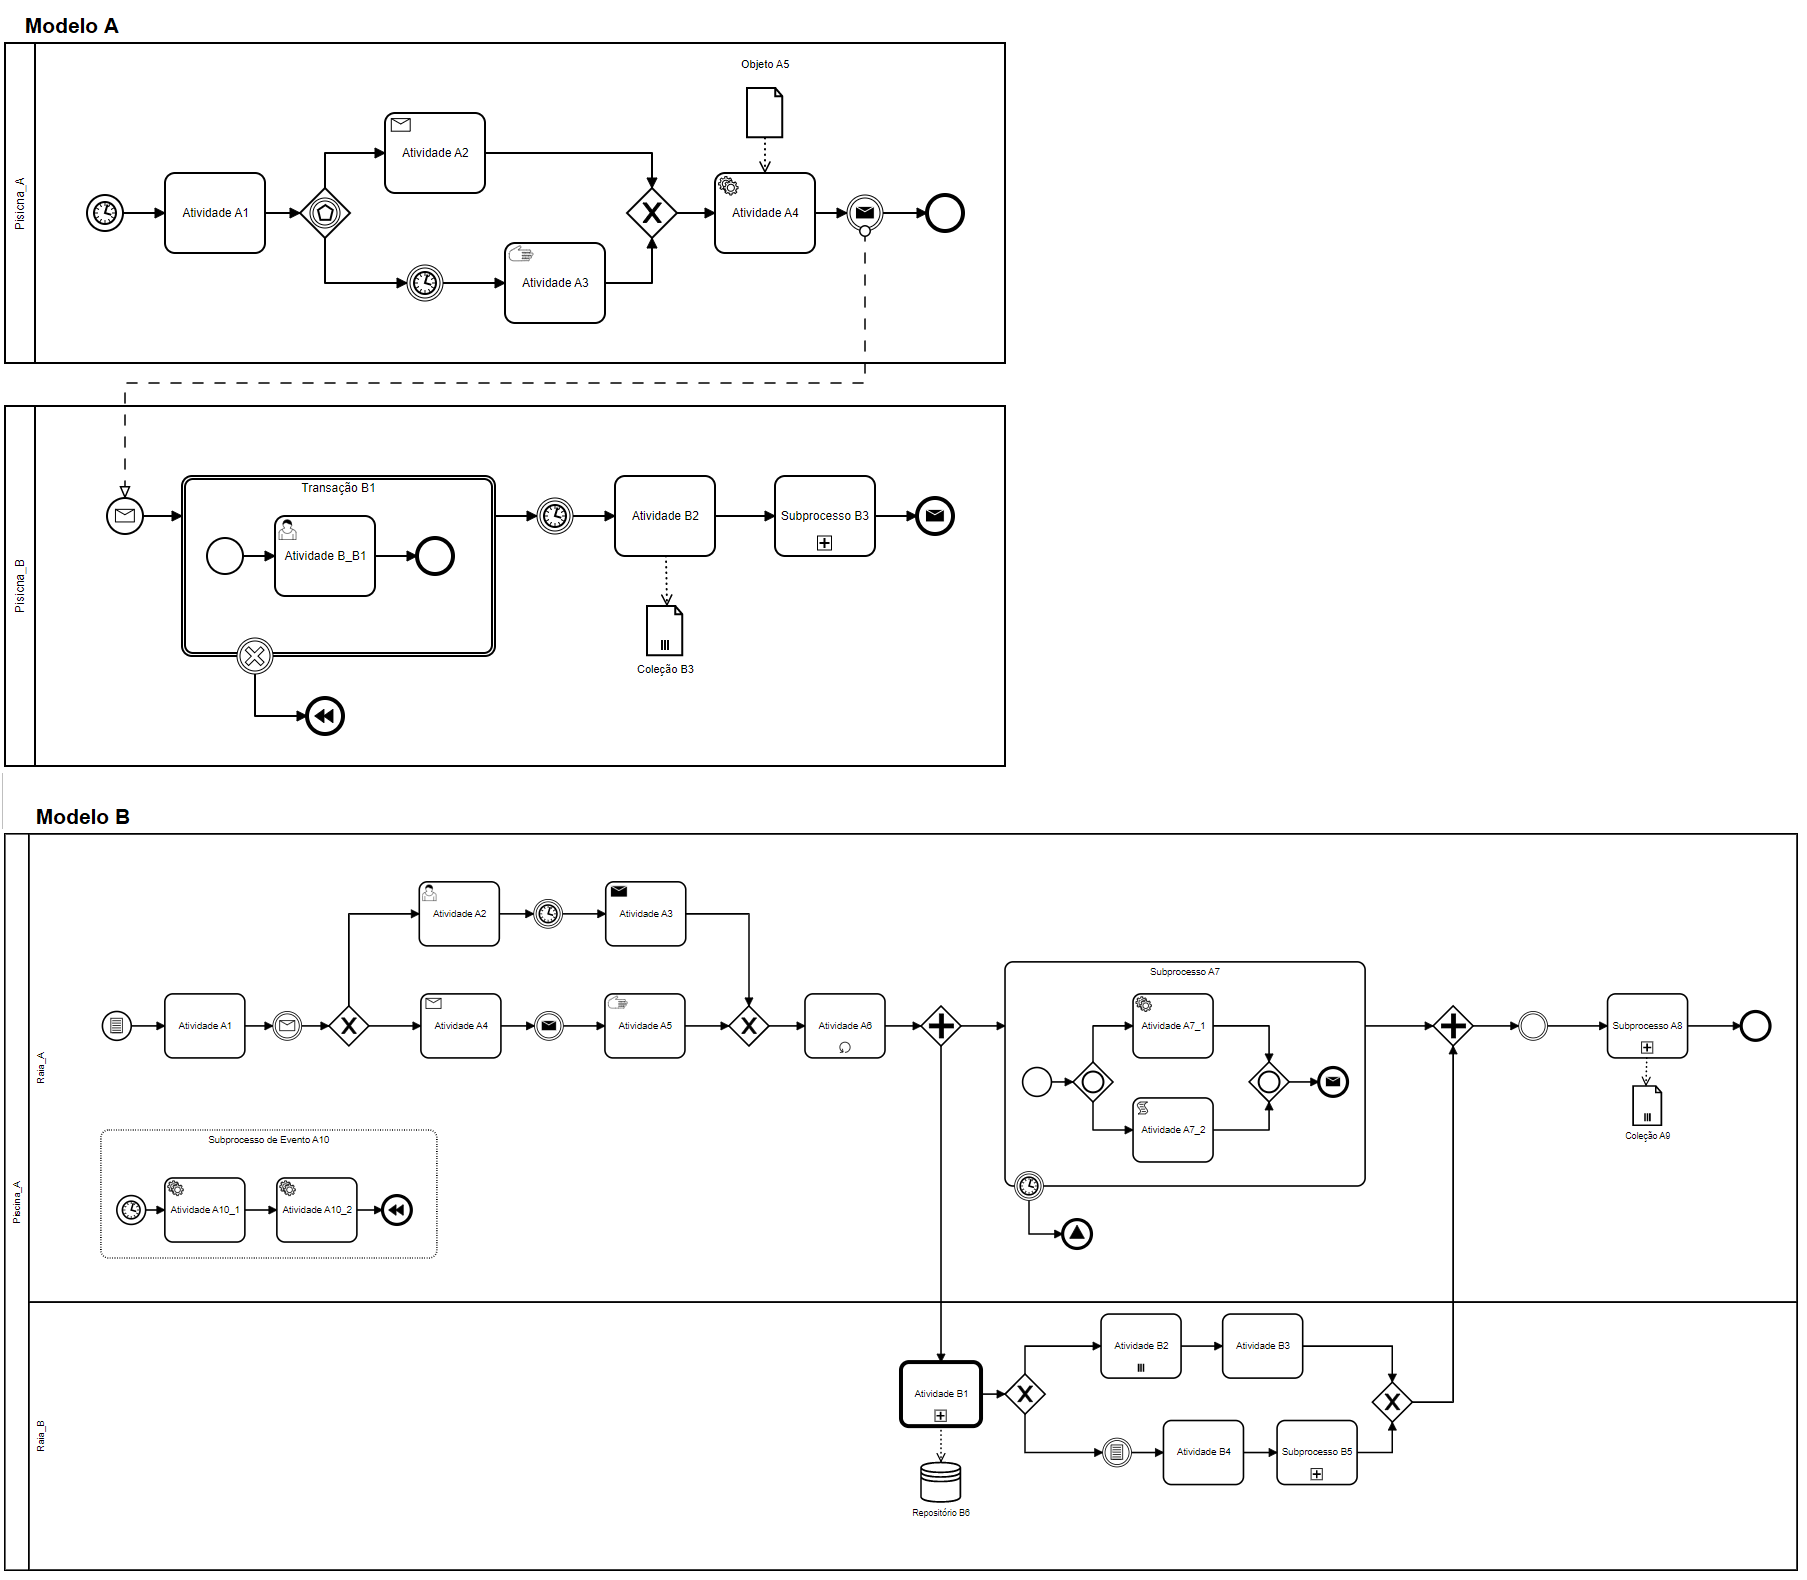 Modelo A
Pisicna_A
Objeto A5
Atividade A2
Atividade A1
Atividade A4
Atividade A3
Pisicna_B
Transação B1
Atividade B_B1
Atividade B2
Subprocesso B3
Coleção B3
Modelo B
Piscina_A
Raia_A
Atividade A2
Atividade A3
Atividade A1
Atividade A4
Atividade A5
Atividade A6
Subprocesso A7
Atividade A7_1
Atividade A7_2
Subprocesso A8
Coleção A9
Subprocesso de Evento A10
Atividade A10_1
Atividade A10_2
Raia_B
Atividade B1
Atividade B2
Atividade B3
Atividade B4
Subprocesso B5
Repositório B6